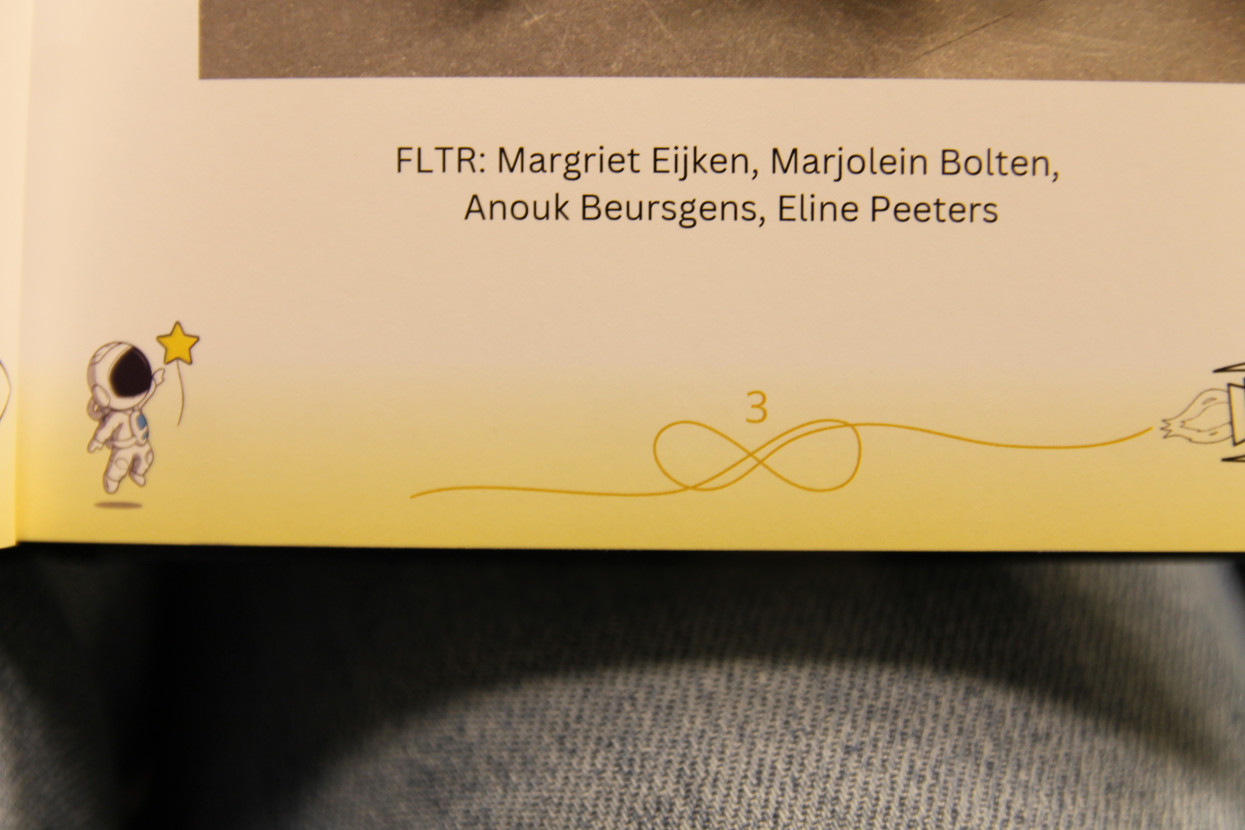 FLTR: Margriet Eijken, Marjolein Bolten,
Anouk Beursgens, Eline Peeters
3